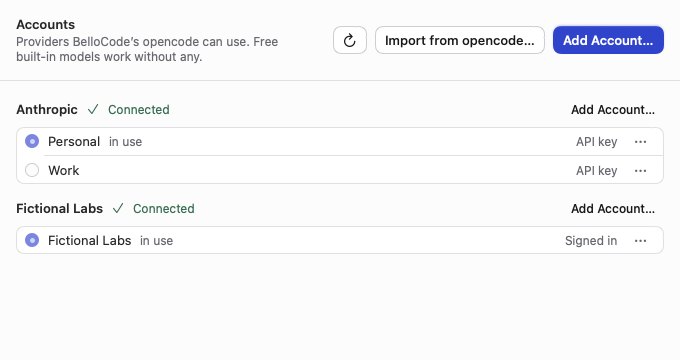 Accounts
Providers BelloCode's opencode can use. Free
built-in models work without any.
Import from opencode...
Add Account...
Anthropic ✓ Connected
Add Account...
Personal in use
API key
Work
API key
Fictional Labs ✓ Connected
Add Account...
Fictional Labs in use
Signed in